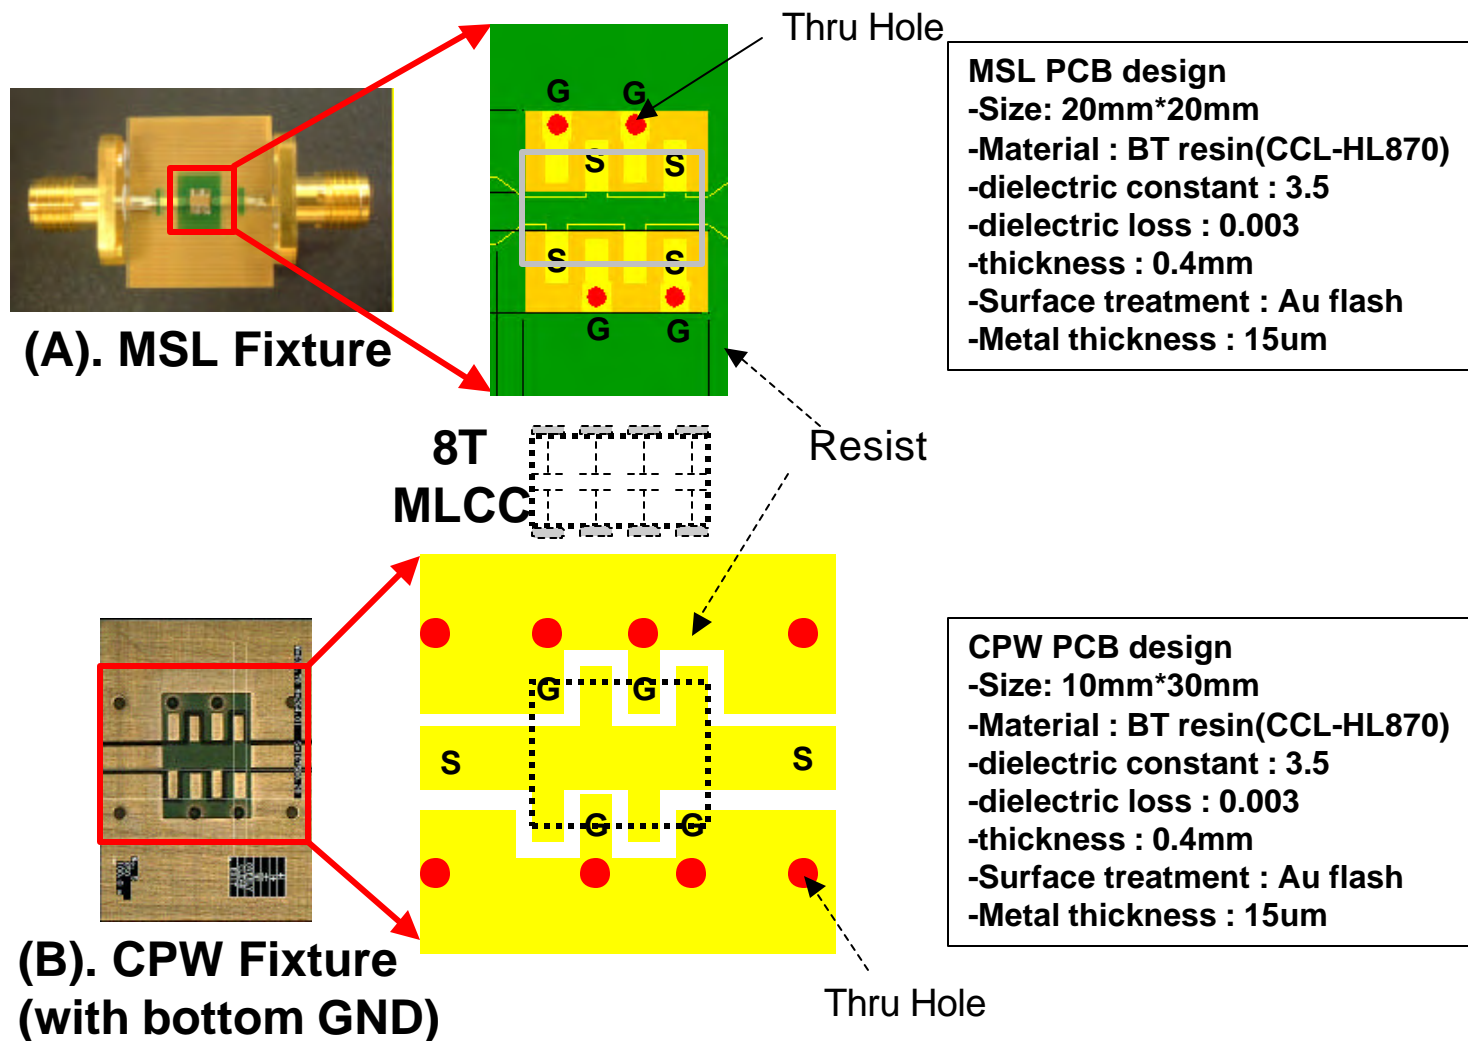 Thru Hole
G G
S S
S S
G G
(A). MSL Fixture
MSL PCB design
-Size: 20mm*20mm
-Material : BT resin(CCL-HL870)
-dielectric constant : 3.5
-dielectric loss : 0.003
-thickness : 0.4mm
-Surface treatment : Au flash
-Metal thickness : 15um
8T
MLCC
Resist
G G
S S
G G
(B). CPW Fixture
(with bottom GND)
Thru Hole
CPW PCB design
-Size: 10mm*30mm
-Material : BT resin(CCL-HL870)
-dielectric constant : 3.5
-dielectric loss : 0.003
-thickness : 0.4mm
-Surface treatment : Au flash
-Metal thickness : 15um